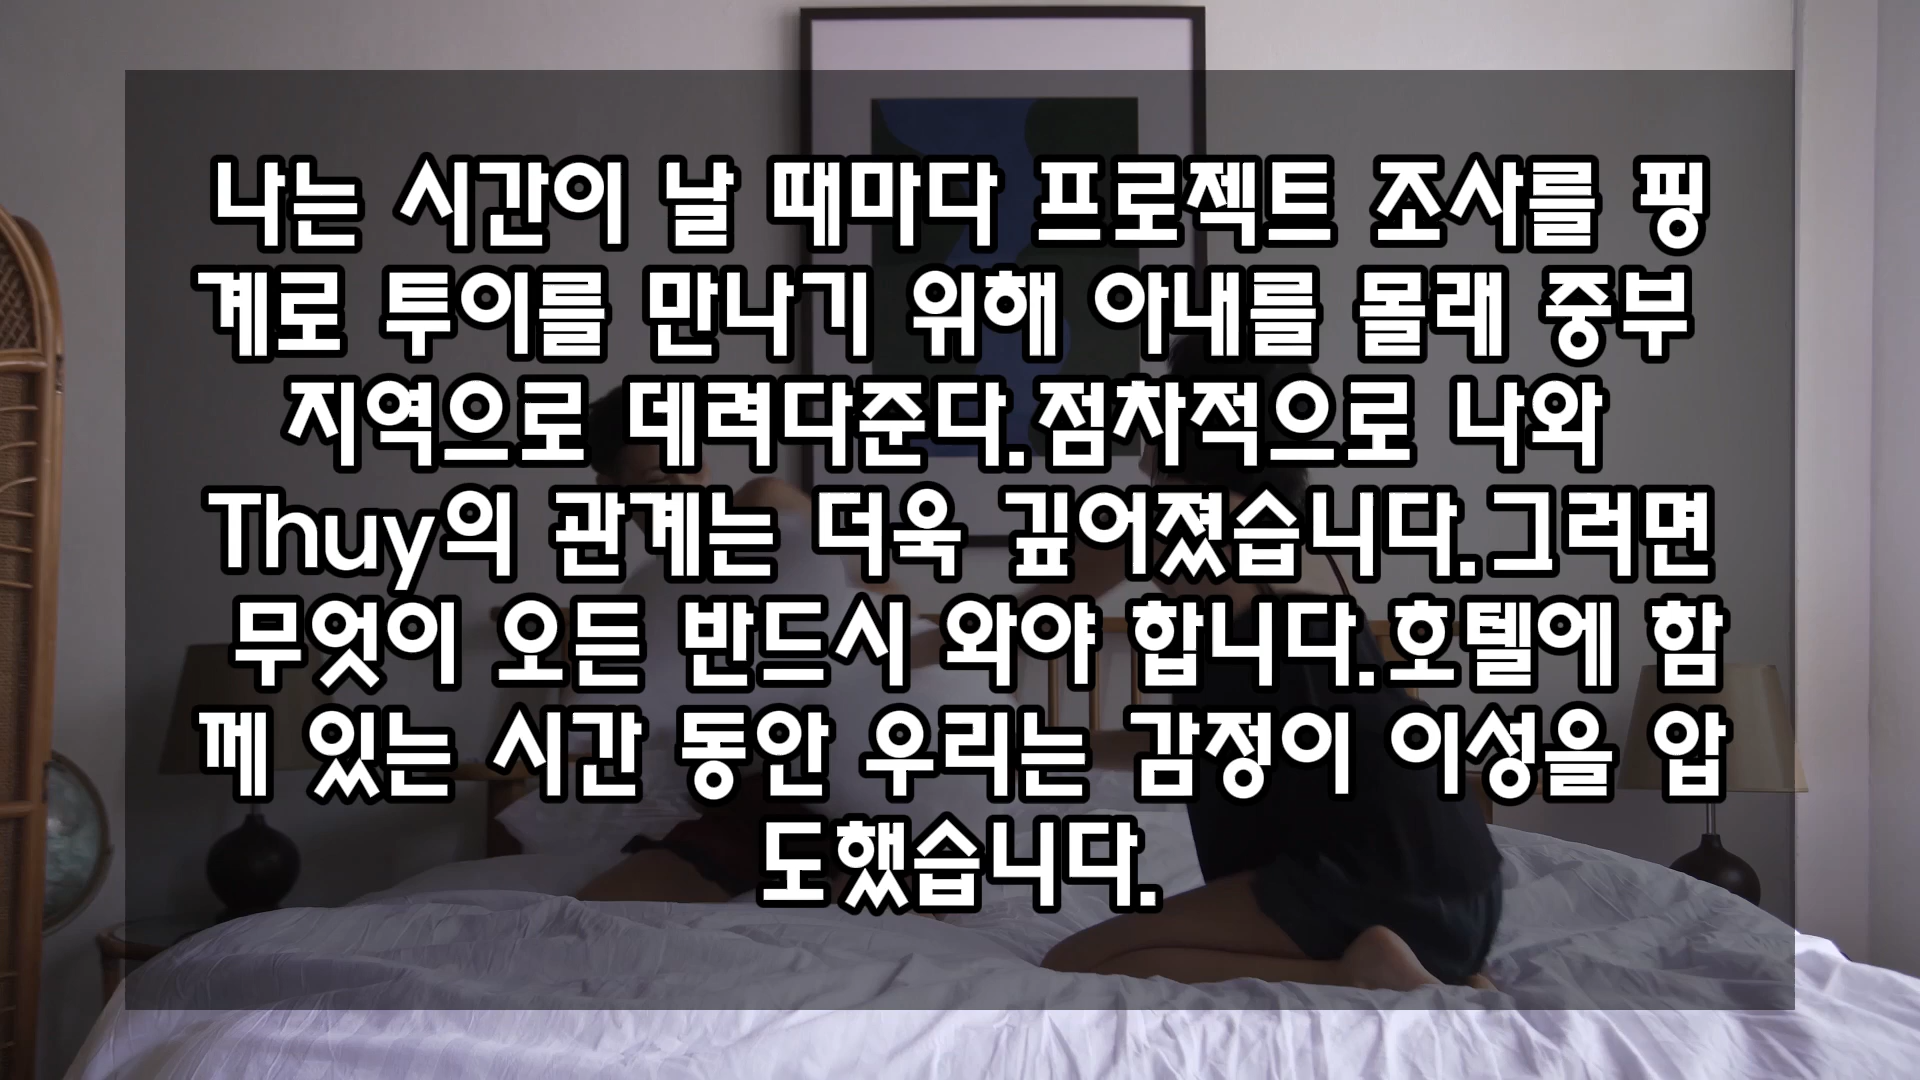 나는 시간이 날 때마다 프로젝트 조사를 핑
계로 투이를 만나기 위해 아내를 몰래 중부
지역으로 데려다준다.점차적으로 나와
Thuy의 관계는 더욱 깊어졌습니다.그러면
무엇이 오든 반드시 와야 합니다.호텔에 함
께 있는 시간 동안 우리는 감정이 이성을 압
도했습니다.